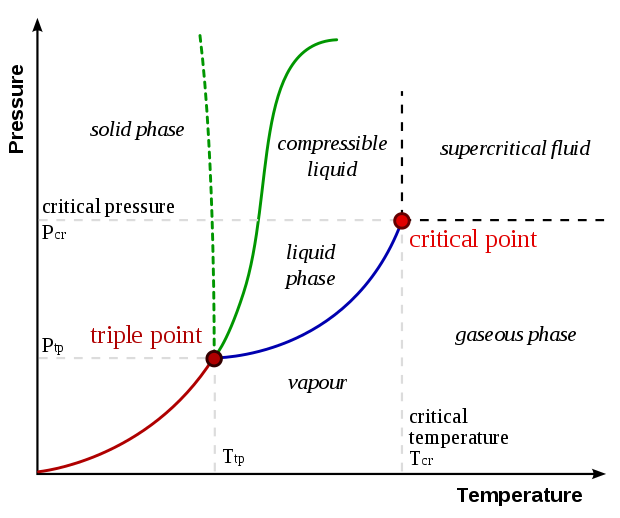 Pressure
solid phase
compressible
liquid
supercritical fluid
critical pressure
Pcr
critical point
liquid
phase
triple point
Ptp
gaseous phase
vapour
critical
temperature
Tcr
Ttp
Temperature